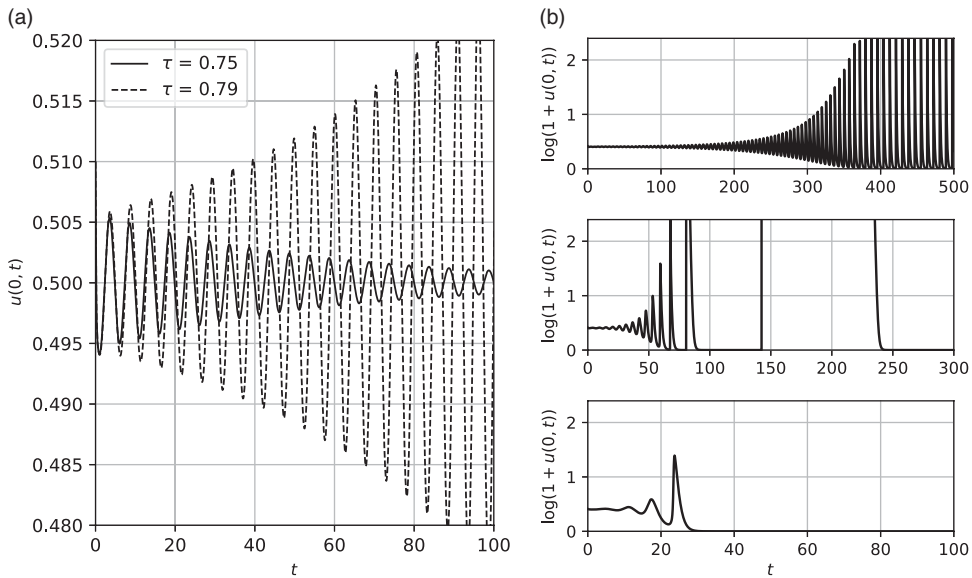 (a)
0.520
0.515
0.510
0.505
0.500
0.495
0.490
0.485
0.480
u(0, t)
τ = 0.75
τ = 0.79
0 20 40 60 80 100
t
(b)
log(1 + u(0, t))
2
1
0
0 100 200 300 400 500
log(1 + u(0, t))
2
1
0
0 50 100 150 200 250 300
log(1 + u(0, t))
2
1
0
0 20 40 60 80 100
t